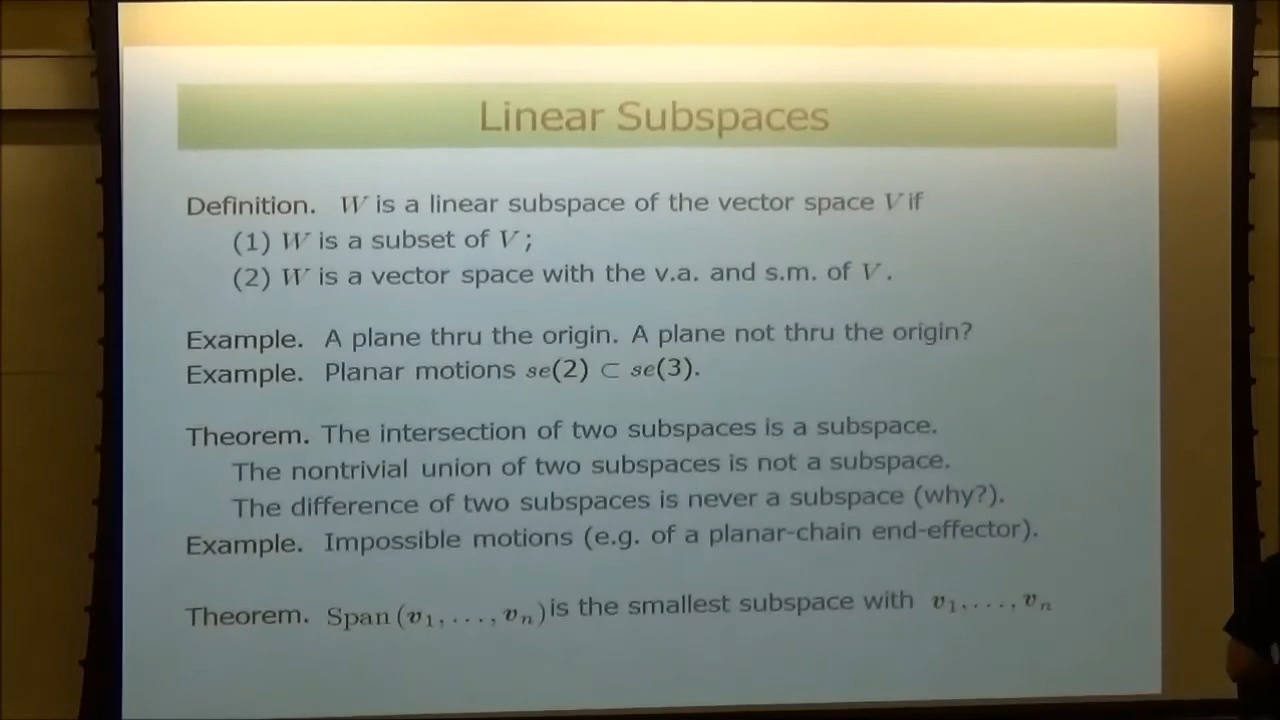 Linear Subspaces
Definition. W is a linear subspace of the vector space V if
(1) W is a subset of V;
(2) W is a vector space with the v.a. and s.m. of V.
Example. A plane thru the origin. A plane not thru the origin?
Example. Planar motions se(2) ⊂ se(3).
Theorem. The intersection of two subspaces is a subspace.
The nontrivial union of two subspaces is not a subspace.
The difference of two subspaces is never a subspace (why?).
Example. Impossible motions (e.g. of a planar-chain end-effector).
Theorem. Span(v₁, ..., vₙ) is the smallest subspace with v₁, ..., vₙ